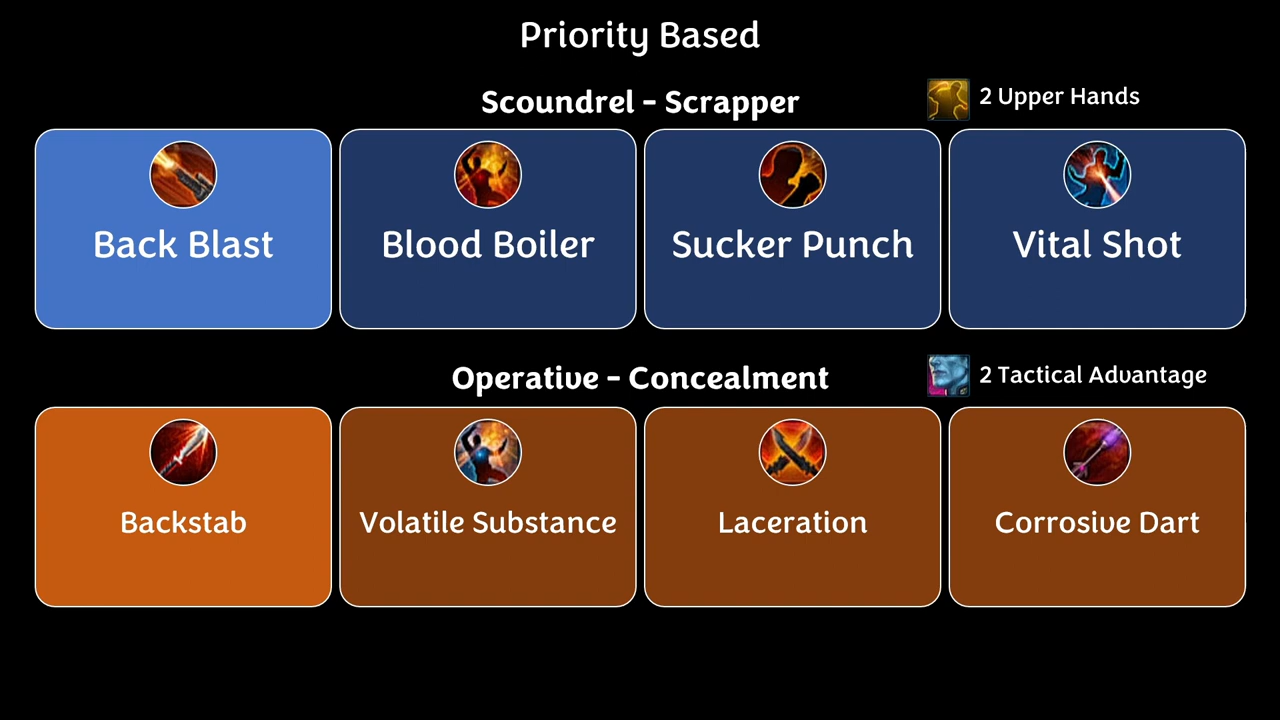 Priority Based
Scoundrel - Scrapper
2 Upper Hands
Back Blast
Blood Boiler
Sucker Punch
Vital Shot
Operative - Concealment
2 Tactical Advantage
Backstab
Volatile Substance
Laceration
Corrosive Dart